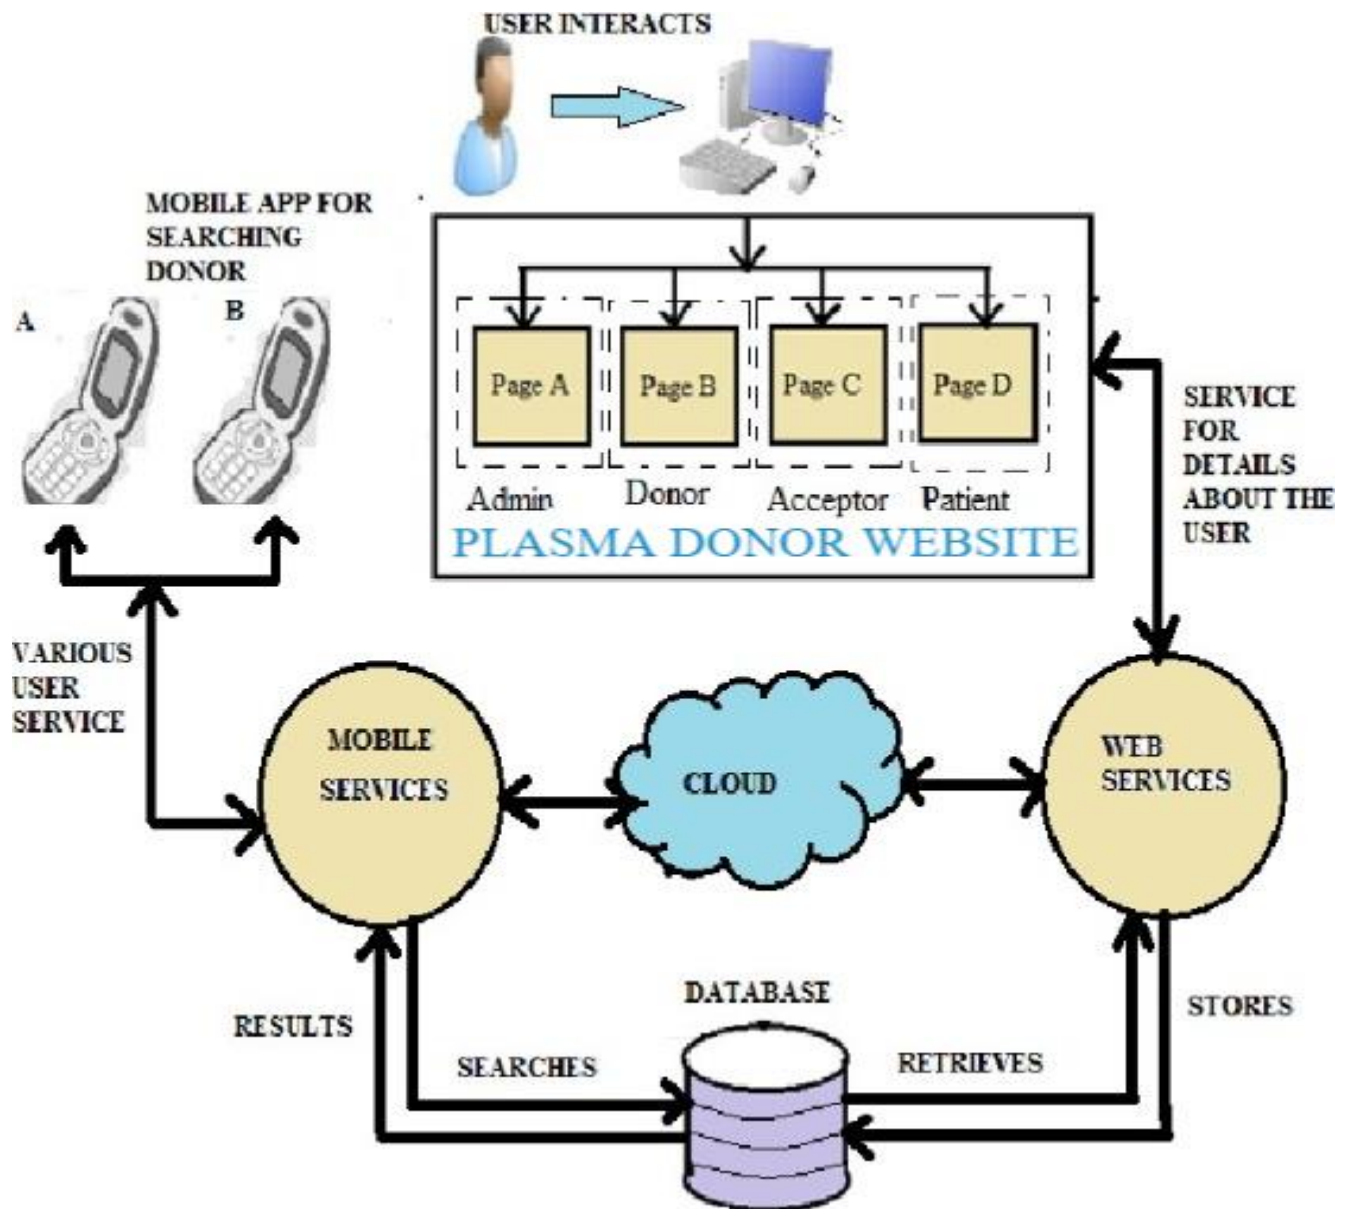 USER INTERACTS
MOBILE APP FOR
SEARCHING
DONOR
A
B
Page A
Page B
Page C
Page D
Admin
Donor
Acceptor
Patient
PLASMA DONOR WEBSITE
SERVICE
FOR
DETAILS
ABOUT THE
USER
VARIOUS
USER
SERVICE
MOBILE
SERVICES
CLOUD
WEB
SERVICES
DATABASE
RESULTS
SEARCHES
RETRIEVES
STORES